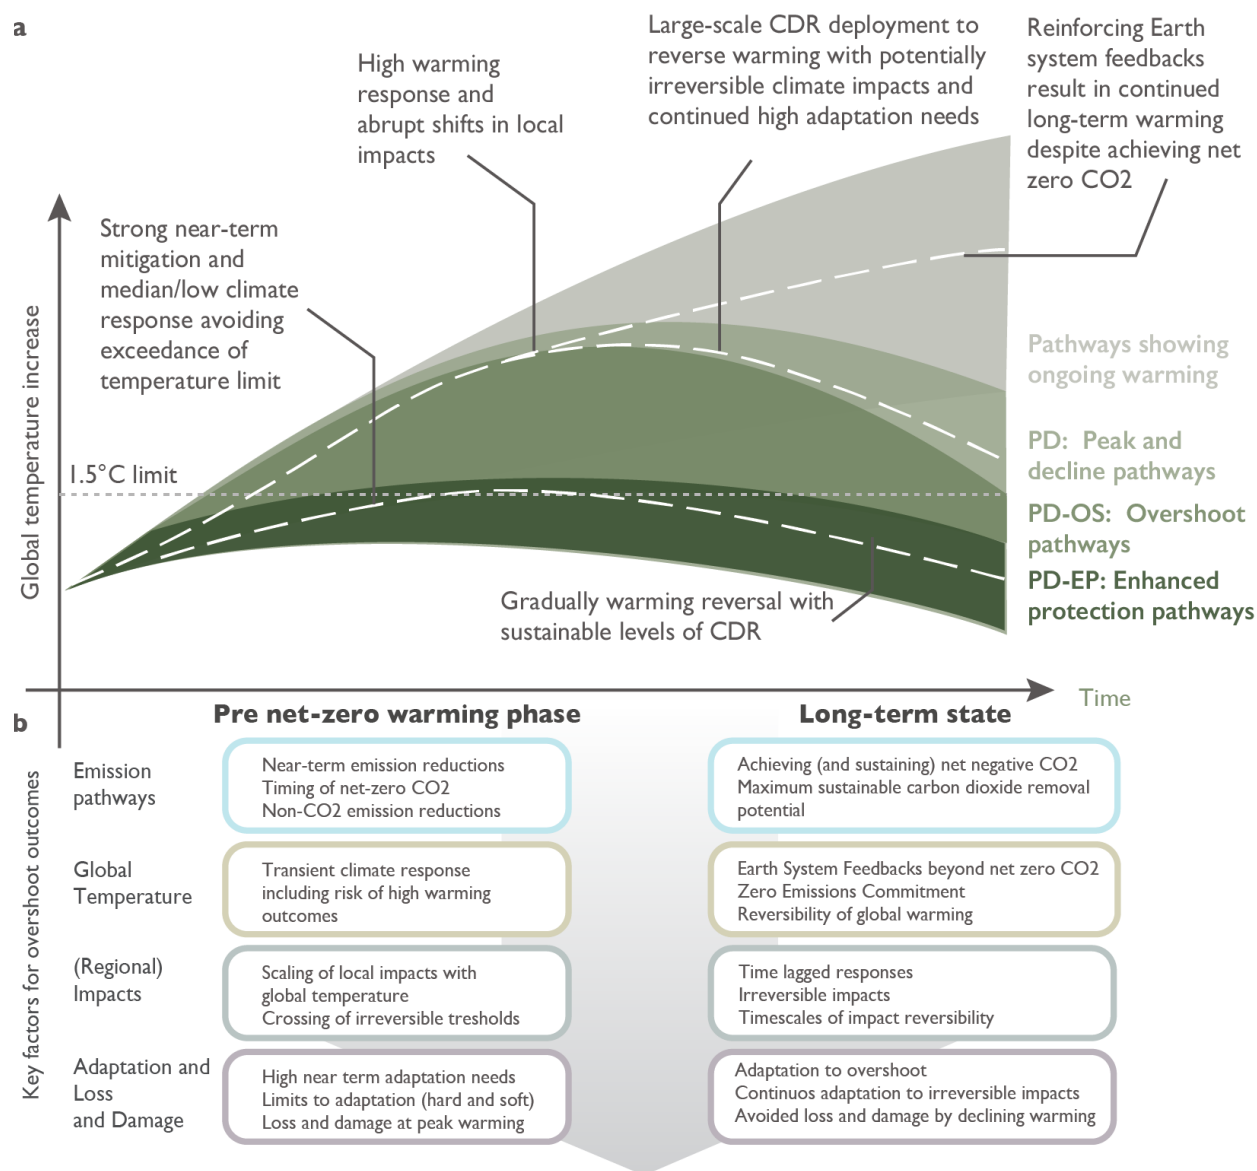 a
High warming
response and
abrupt shifts in local
impacts
Large-scale CDR deployment to
reverse warming with potentially
irreversible climate impacts and
continued high adaptation needs
Reinforcing Earth
system feedbacks
result in continued
long-term warming
despite achieving net
zero CO2
Strong near-term
mitigation and
median/low climate
response avoiding
exceedance of
temperature limit
Global temperature increase
1.5°C limit
Pathways showing
ongoing warming
PD: Peak and
decline pathways
PD-OS: Overshoot
pathways
PD-EP: Enhanced
protection pathways
Gradually warming reversal with
sustainable levels of CDR
Time
b
Pre net-zero warming phase
Long-term state
Key factors for overshoot outcomes
Emission
pathways
Near-term emission reductions
Timing of net-zero CO2
Non-CO2 emission reductions
Achieving (and sustaining) net negative CO2
Maximum sustainable carbon dioxide removal
potential
Global
Temperature
Transient climate response
including risk of high warming
outcomes
Earth System Feedbacks beyond net zero CO2
Zero Emissions Commitment
Reversibility of global warming
(Regional)
Impacts
Scaling of local impacts with
global temperature
Crossing of irreversible tresholds
Time lagged responses
Irreversible impacts
Timescales of impact reversibility
Adaptation and
Loss
and Damage
High near term adaptation needs
Limits to adaptation (hard and soft)
Loss and damage at peak warming
Adaptation to overshoot
Continuos adaptation to irreversible impacts
Avoided loss and damage by declining warming